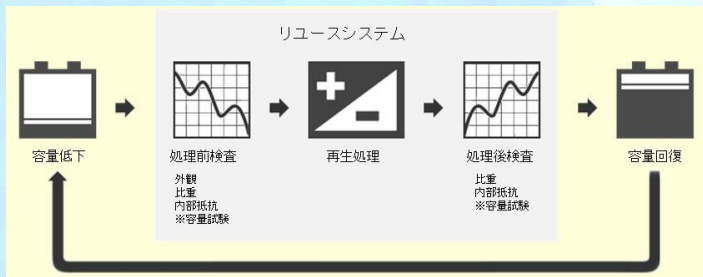 リユースシステム
容量低下
処理前検査
外観
比重
内部抵抗
※容量試験
再生処理
処理後検査
比重
内部抵抗
※容量試験
容量回復